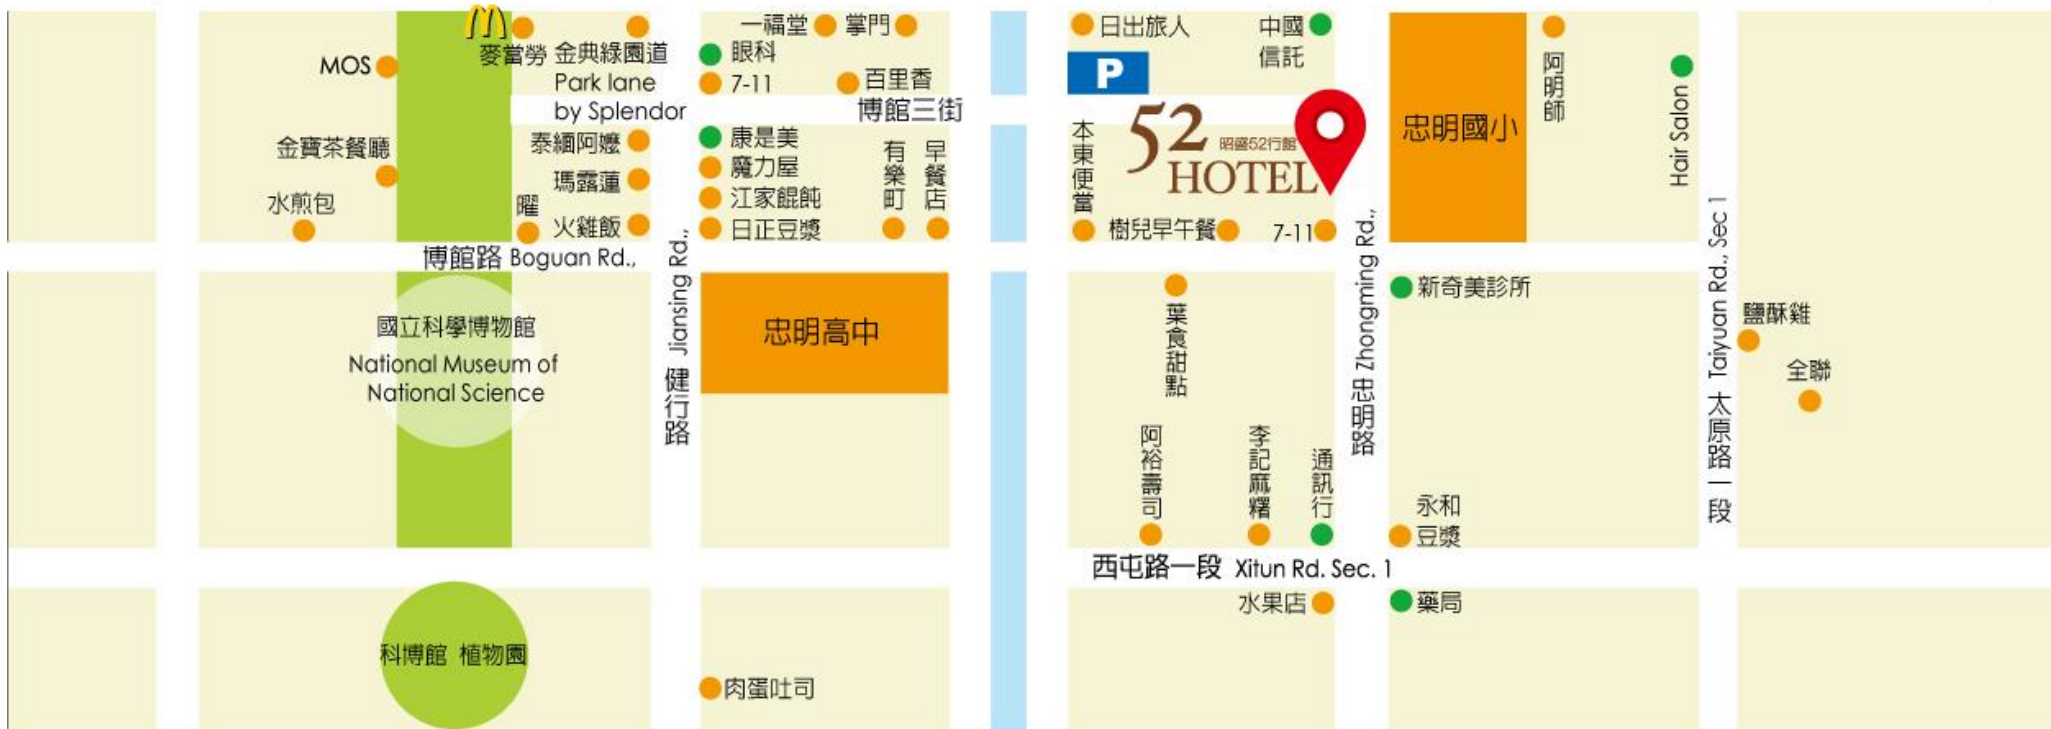 麥當勞
金典綠園道
Park lane
by Splendor
MOS
金寶茶餐廳
水煎包
泰緬阿嬤
瑪露蓮
曜
火雞飯
一福堂
掌門
眼科
7-11
百里香
博館三街
康是美
魔力屋
江家餛飩
日正豆漿
有樂町
早餐店
日出旅人
中國
信託
P
本東便當
52
昭盛52行館
HOTEL
樹兒早午餐
7-11
忠明國小
阿明師
Hair Salon
博館路 Boguan Rd.,
國立科學博物館
National Museum of
National Science
健行路 Jiansing Rd.,
忠明高中
葉食甜點
阿裕壽司
李記麻糬
通訊行
忠明路 Zhongming Rd.,
新奇美診所
永和
豆漿
太原路一段 Taiyuan Rd., Sec 1
鹽酥雞
全聯
西屯路一段 Xitun Rd. Sec. 1
水果店
藥局
科博館 植物園
肉蛋吐司